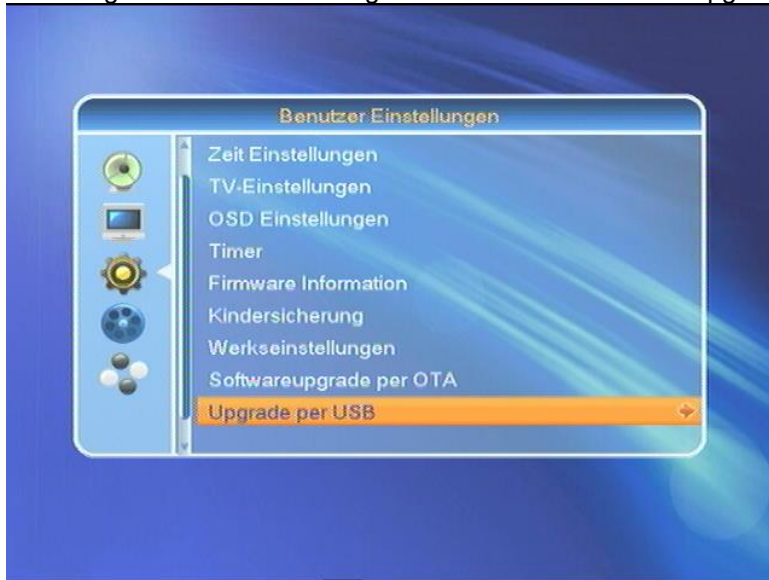 Benutzer Einstellungen
Zeit Einstellungen
TV-Einstellungen
OSD Einstellungen
Timer
Firmware Information
Kindersicherung
Werkseinstellungen
Softwareupgrade per OTA
Upgrade per USB